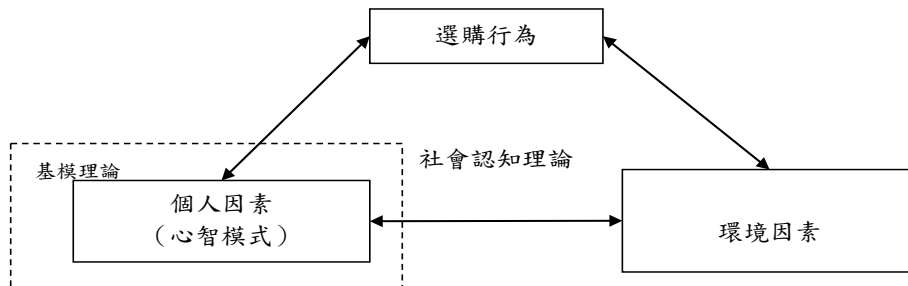 選購行為
社會認知理論
基模理論
個人因素
（心智模式）
環境因素